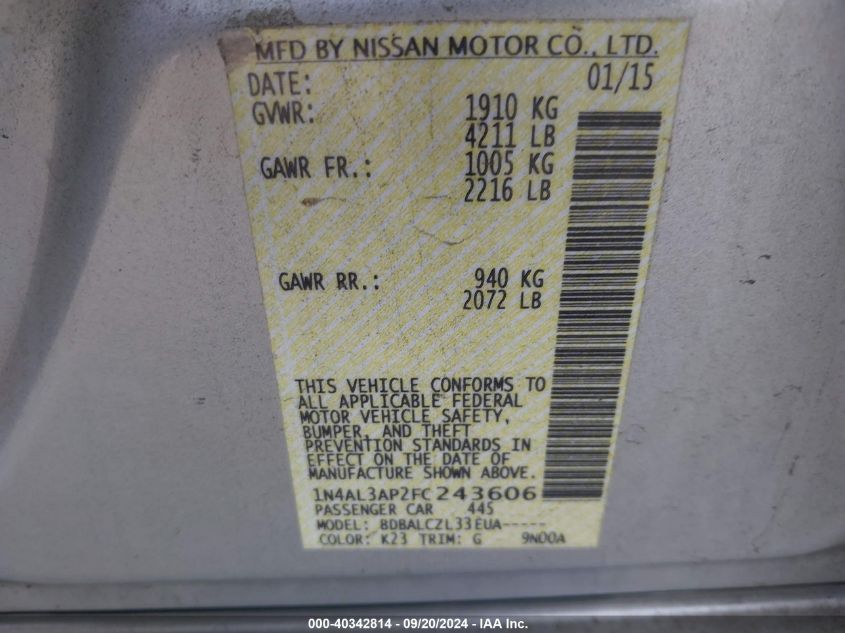 MFD BY NISSAN MOTOR CO., LTD.
DATE: 01/15
GVWR: 1910 KG
4211 LB
GAWR FR.: 1005 KG
2216 LB
GAWR RR.: 940 KG
2072 LB
THIS VEHICLE CONFORMS TO
ALL APPLICABLE FEDERAL
MOTOR VEHICLE SAFETY,
BUMPER, AND THEFT
PREVENTION STANDARDS IN
EFFECT ON THE DATE OF
MANUFACTURE SHOWN ABOVE.
1N4AL3AP2FC243606
PASSENGER CAR 445
MODEL: BDBALCZL33EUA-----
COLOR: K23 TRIM: G 9N00A
000-40342814 - 09/20/2024 - IAA Inc.